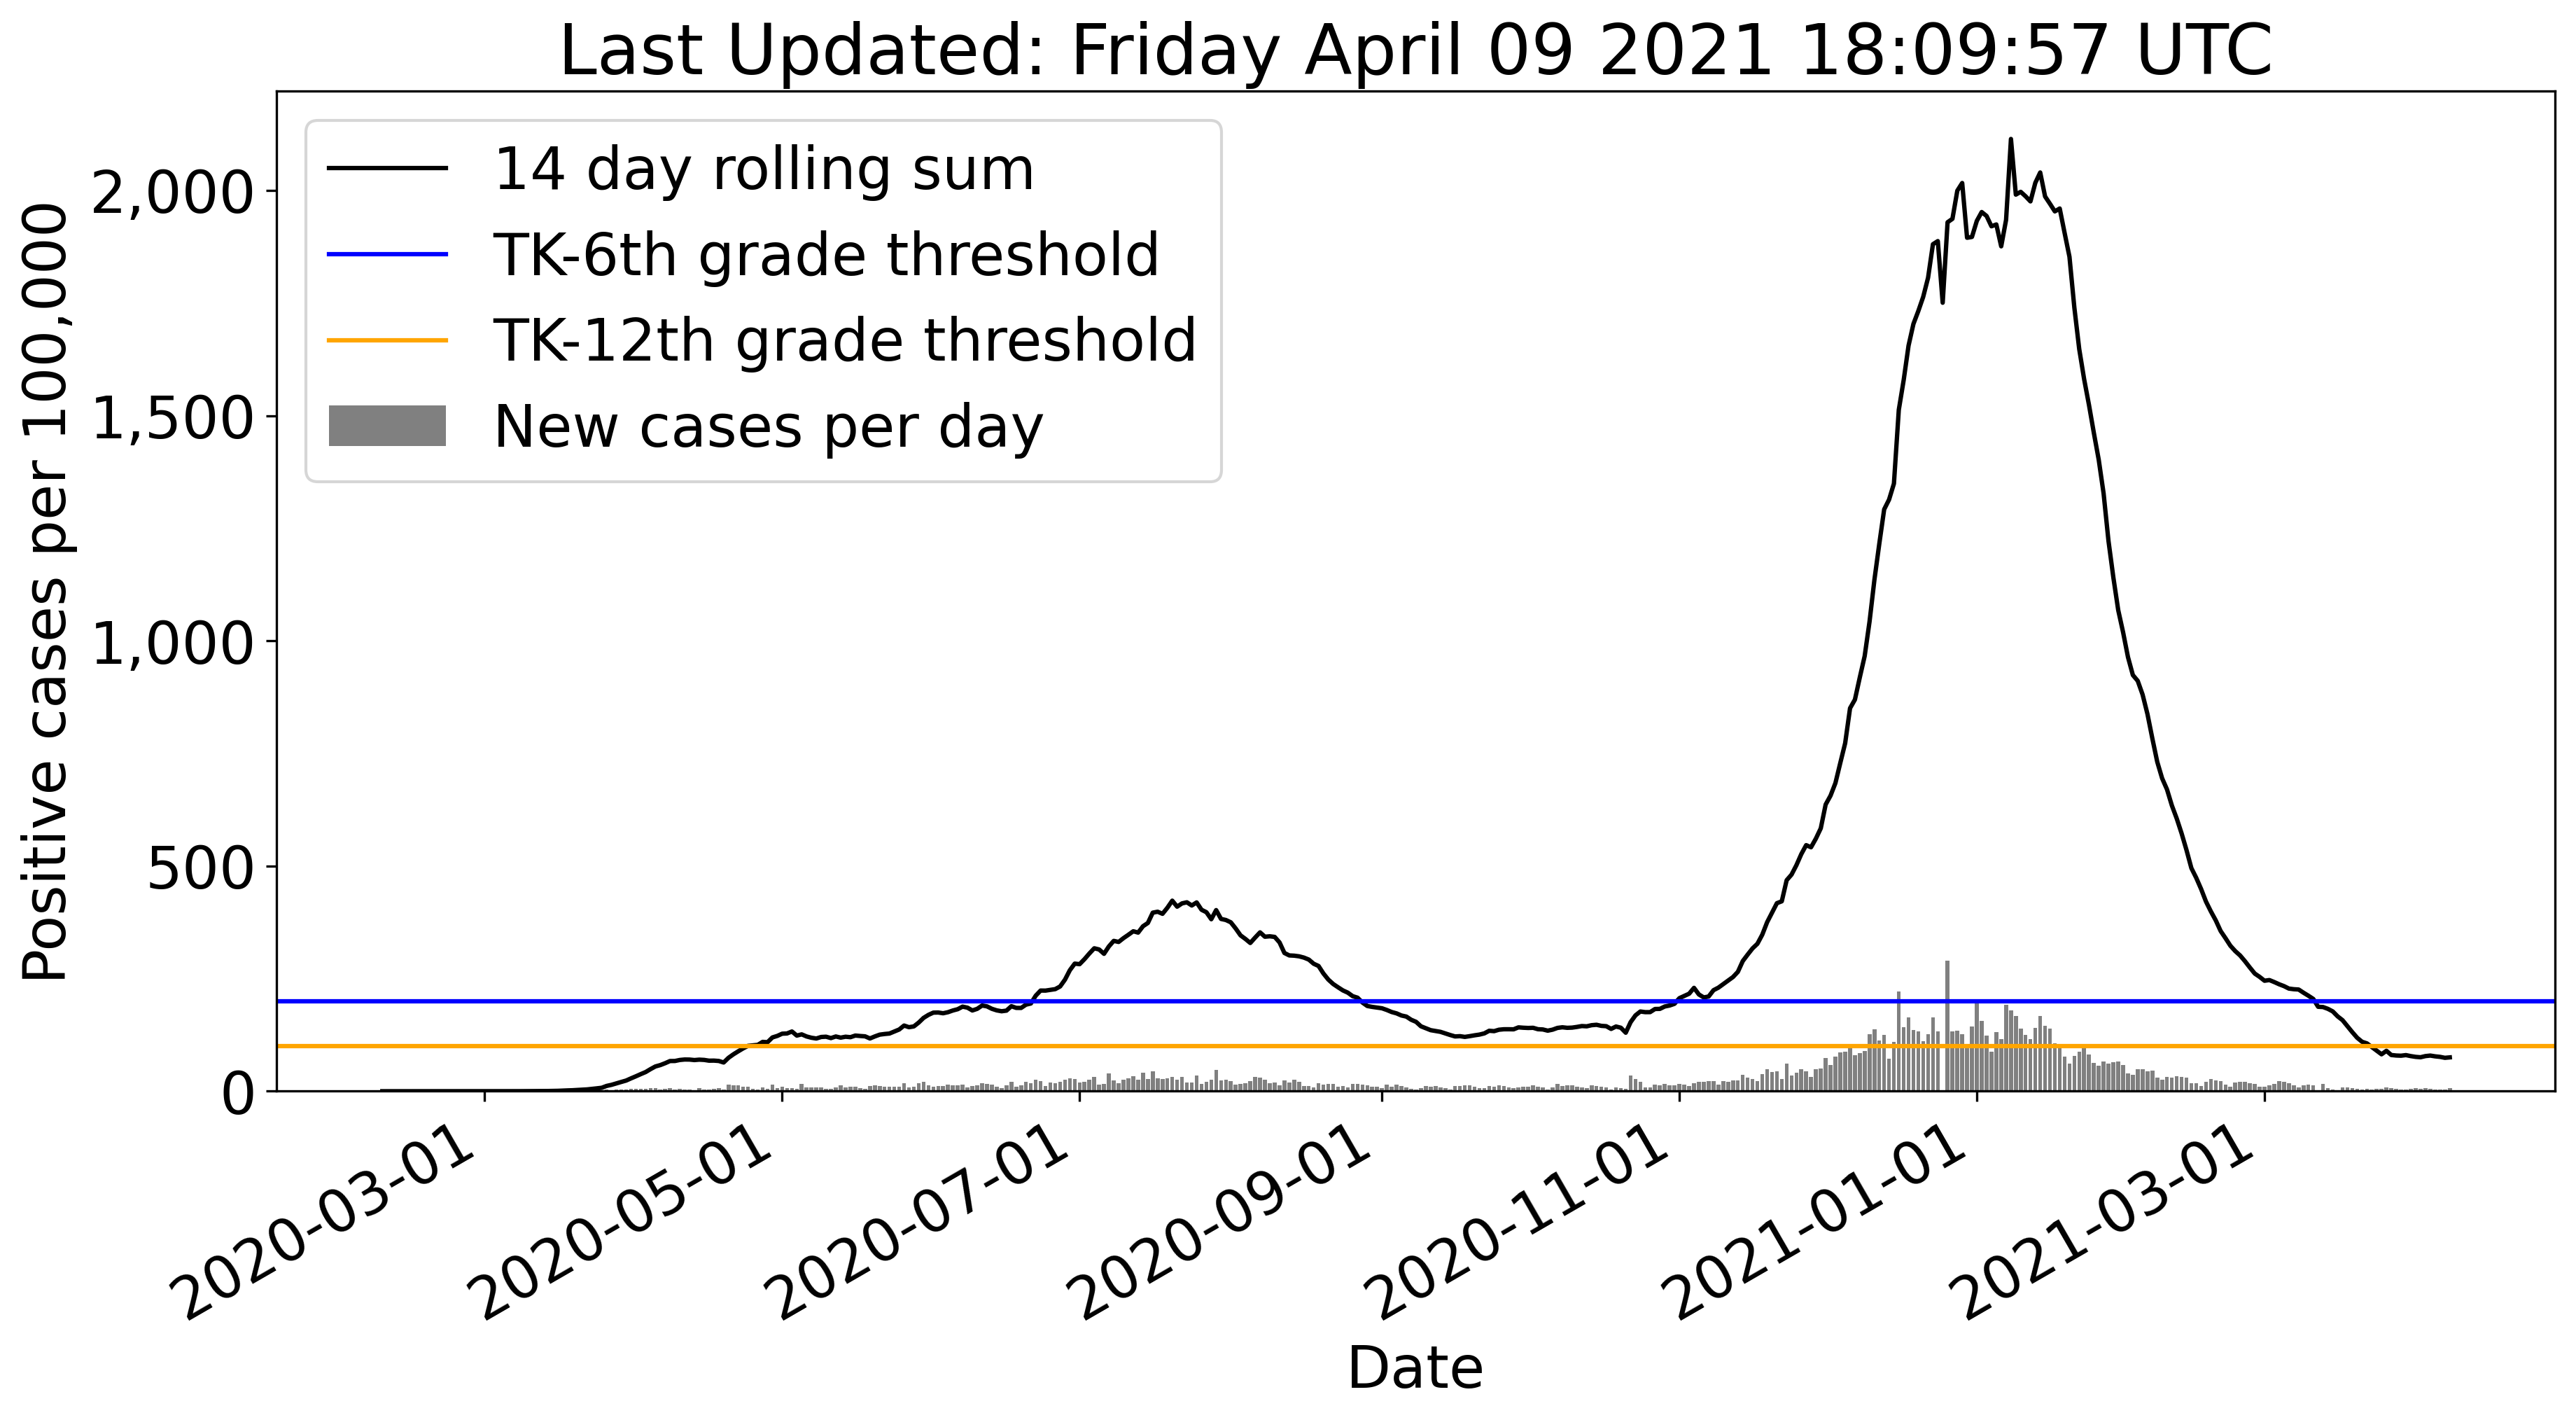 Last Updated: Friday April 09 2021 18:09:57 UTC
14 day rolling sum
TK-6th grade threshold
TK-12th grade threshold
New cases per day
Positive cases per 100,000
2,000
1,500
1,000
500
0
2020-03-01
2020-05-01
2020-07-01
2020-09-01
2020-11-01
2021-01-01
2021-03-01
Date